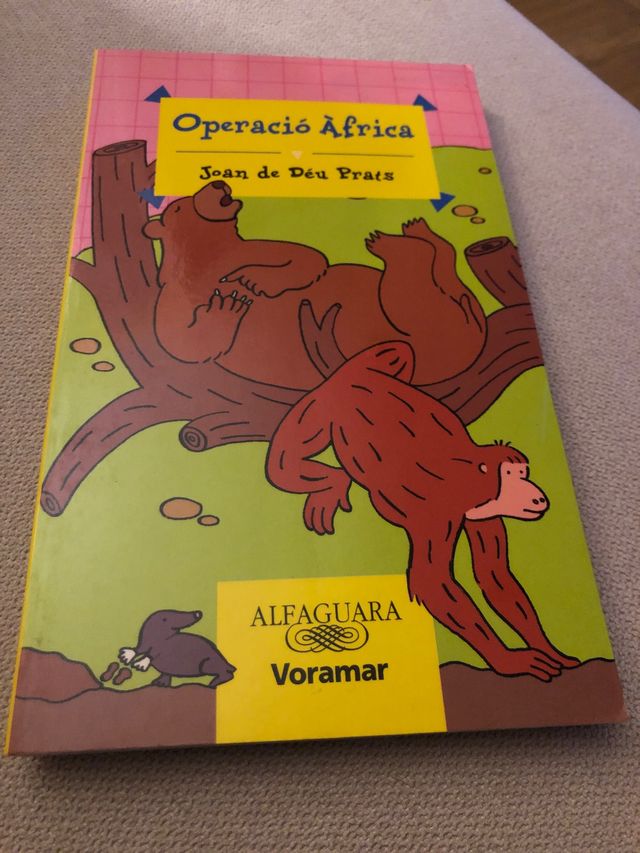 Operació Àfrica
Joan de Déu Prats
ALFAGUARA
Voramar